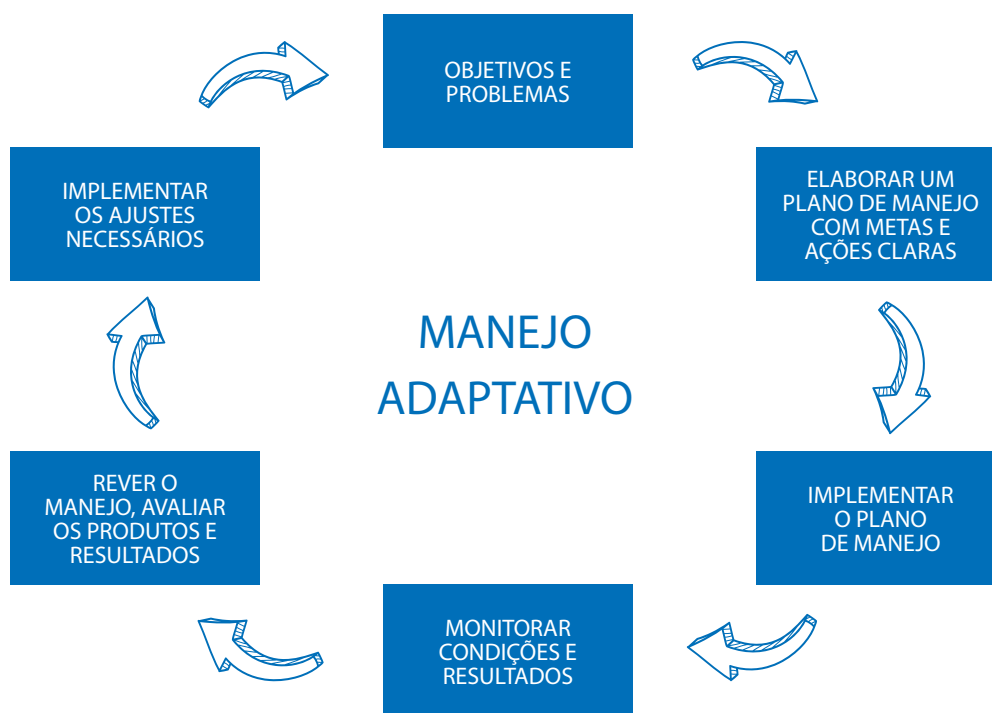 OBJETIVOS E
PROBLEMAS
ELABORAR UM
PLANO DE MANEJO
COM METAS E
AÇÕES CLARAS
IMPLEMENTAR
O PLANO
DE MANEJO
MONITORAR
CONDIÇÕES E
RESULTADOS
REVER O
MANEJO, AVALIAR
OS PRODUTOS E
RESULTADOS
IMPLEMENTAR
OS AJUSTES
NECESSÁRIOS
MANEJO
ADAPTATIVO